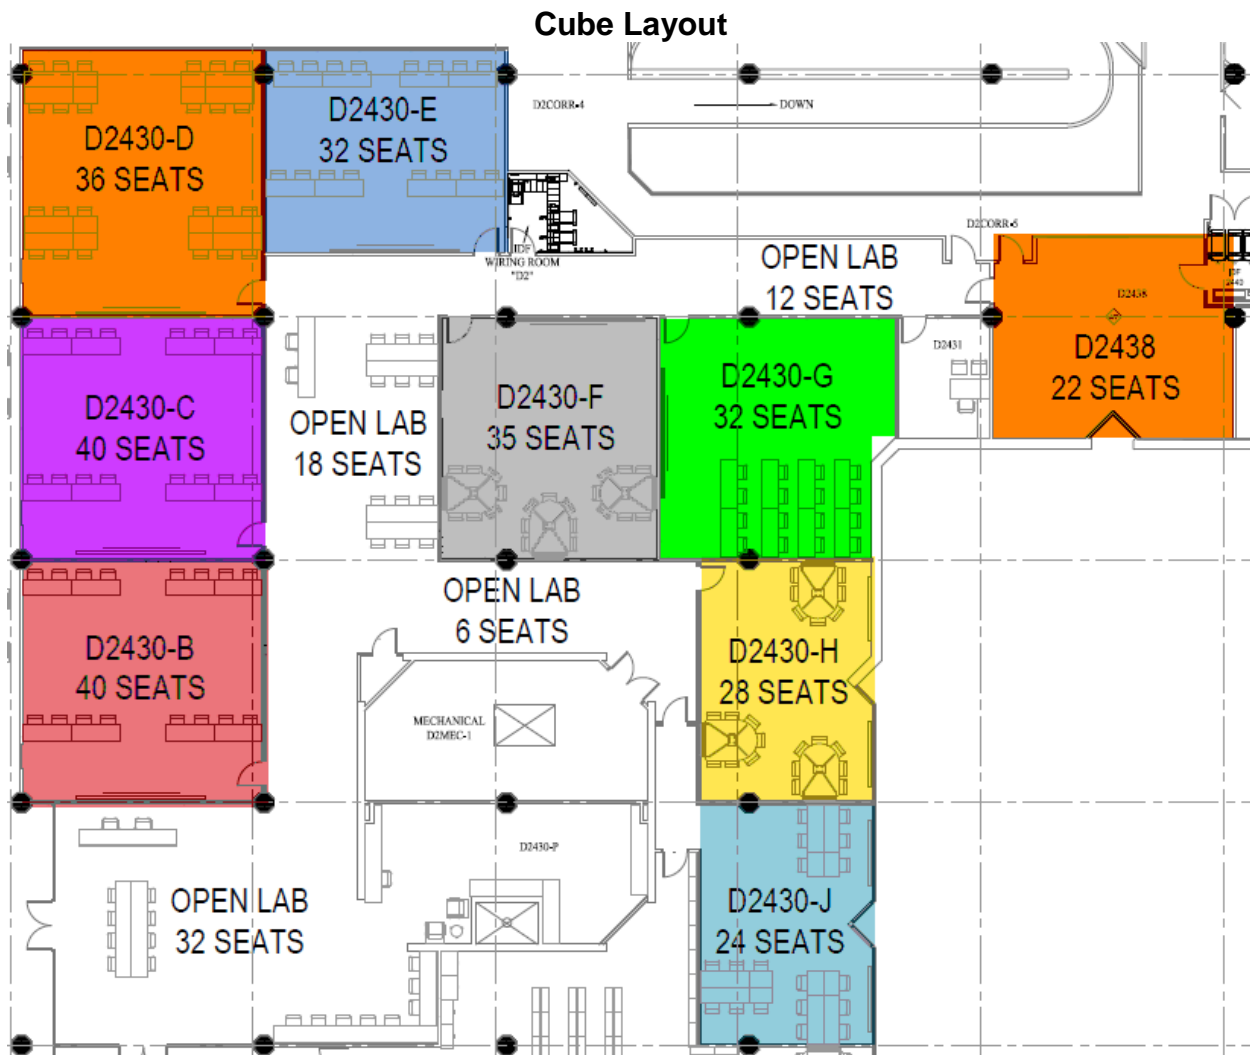 Cube Layout
D2CORR-4
DOWN
D2430-D
36 SEATS
D2430-E
32 SEATS
IDF
WIRING ROOM
"D2"
D2CORR-5
OPEN LAB
12 SEATS
D2438
D2438
22 SEATS
D2431
D2430-C
40 SEATS
OPEN LAB
18 SEATS
D2430-F
35 SEATS
D2430-G
32 SEATS
OPEN LAB
6 SEATS
D2430-B
40 SEATS
D2430-H
28 SEATS
MECHANICAL
D2MEC-1
D2430-P
OPEN LAB
32 SEATS
D2430-J
24 SEATS